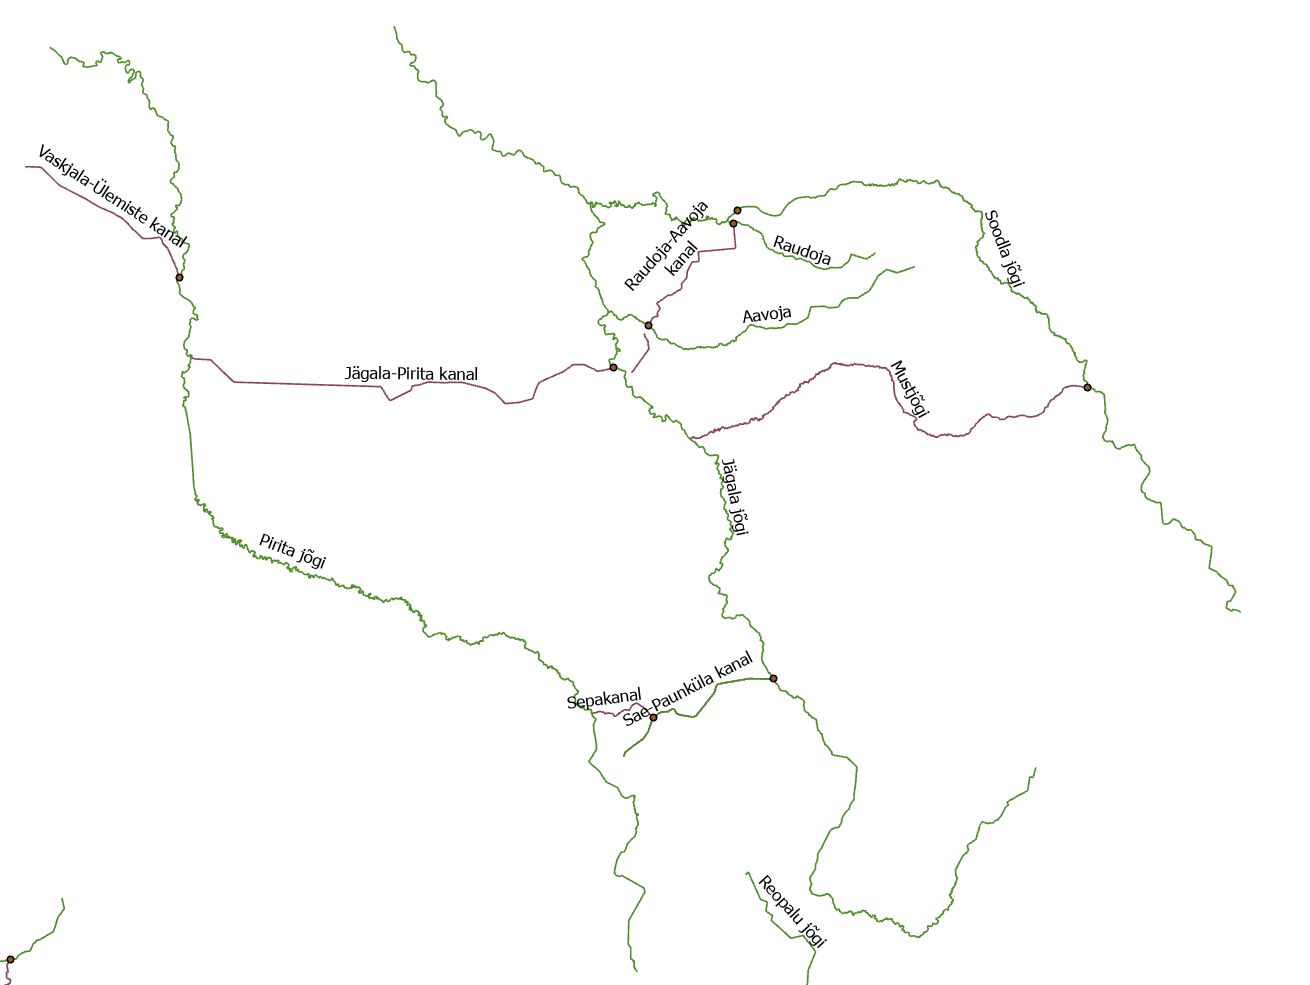 Vaskjala-Ülemiste kanal
Raudoja-Aavoja
kanal
Raudoja
Soodla jõgi
Aavoja
Jägala-Pirita kanal
Mustjõgi
Jägala jõgi
Pirita jõgi
Sepakanal
Sae-Paunküla kanal
Reopalu jõgi